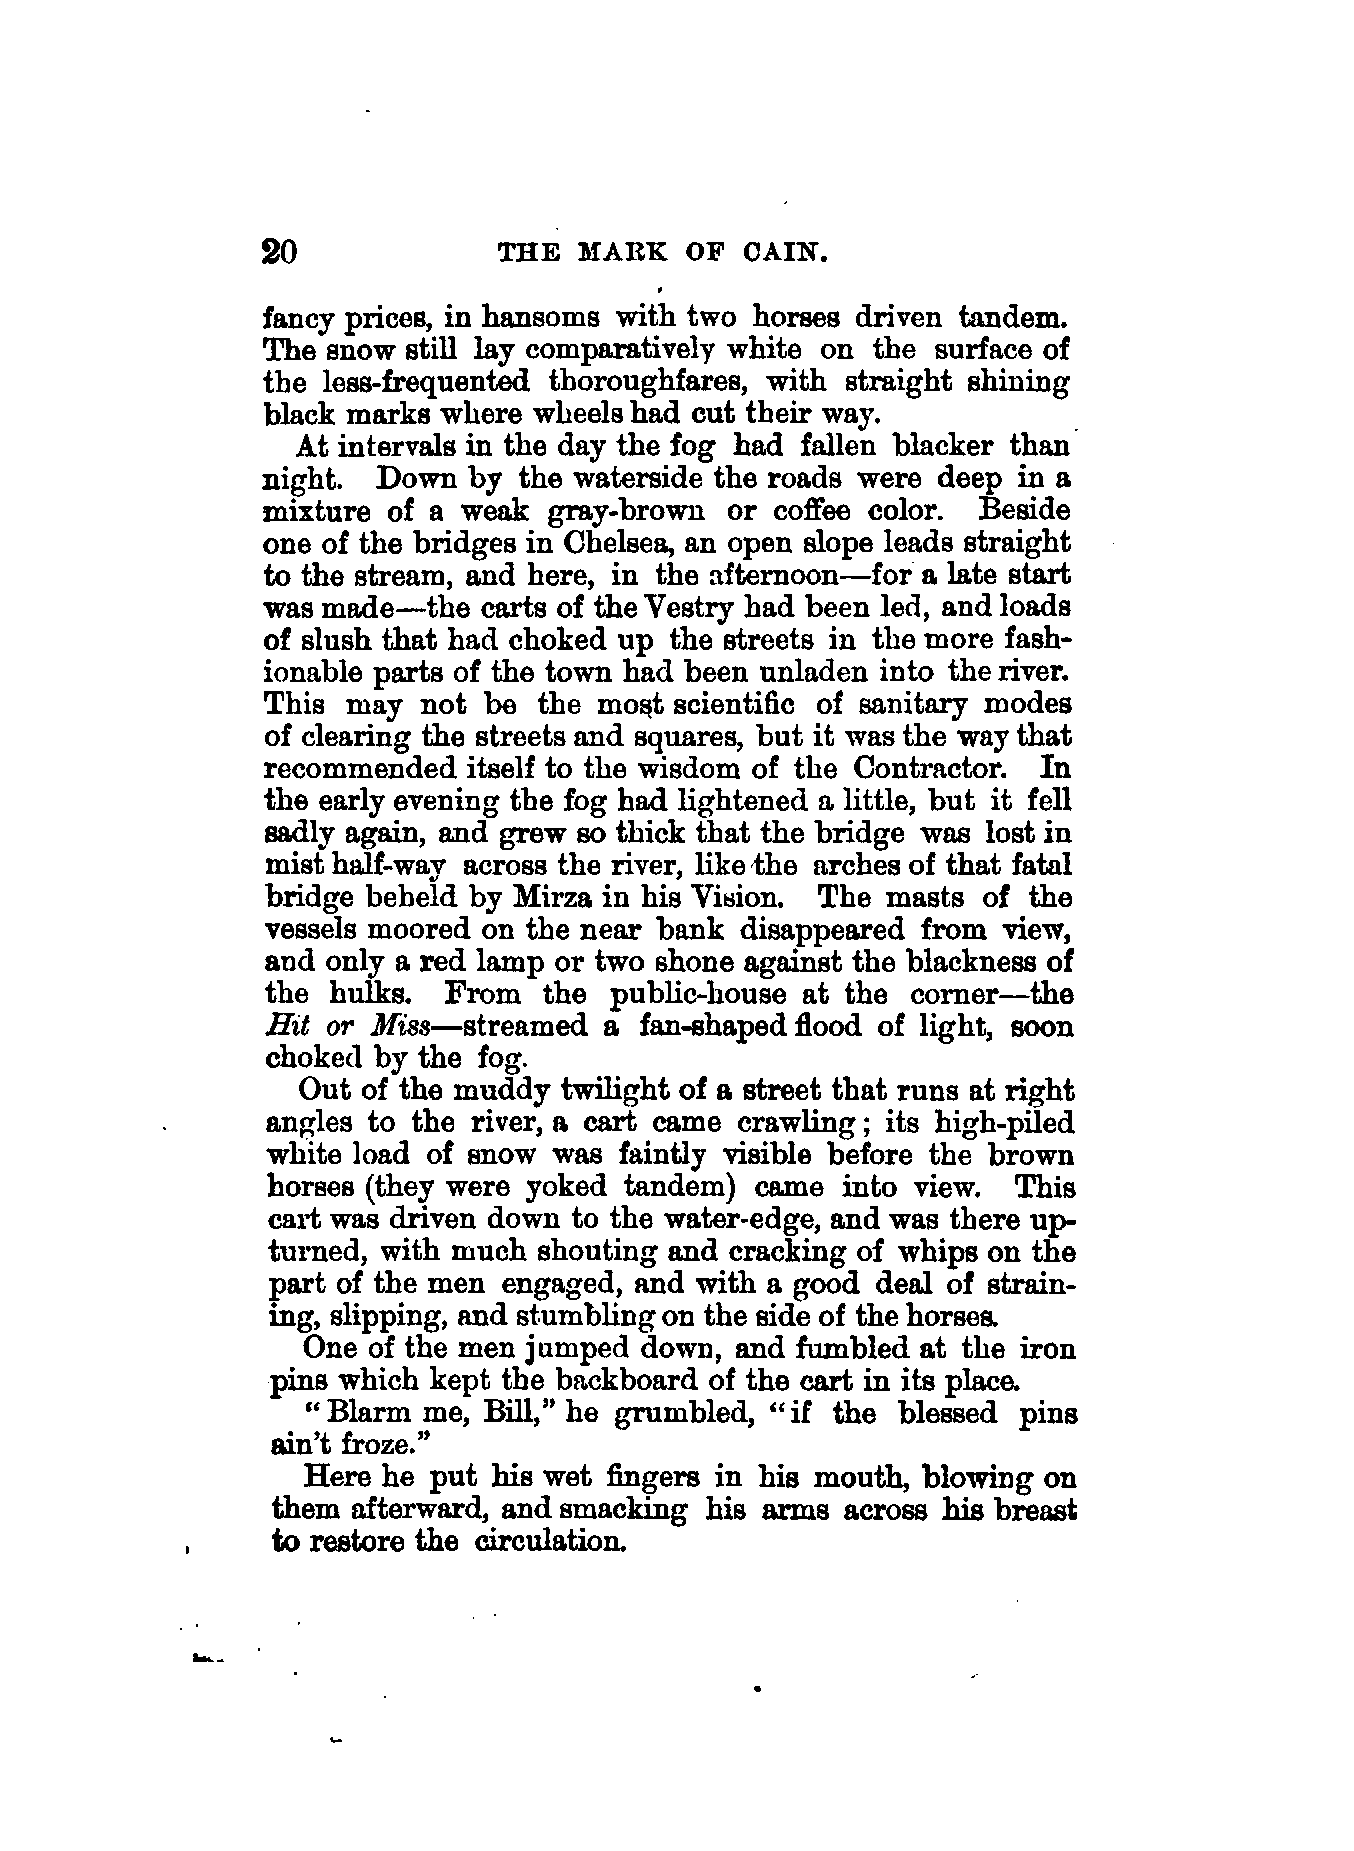 20 THE MARK OF CAIN.
fancy prices, in hansoms with two horses driven tandem.
The snow still lay comparatively white on the surface of
the less-frequented thoroughfares, with straight shining
black marks where wheels had cut their way.
At intervals in the day the fog had fallen blacker than
night. Down by the waterside the roads were deep in a
mixture of a weak gray-brown or coffee color. Beside
one of the bridges in Chelsea, an open slope leads straight
to the stream, and here, in the afternoon—for a late start
was made—the carts of the Vestry had been led, and loads
of slush that had choked up the streets in the more fash-
ionable parts of the town had been unladen into the river.
This may not be the most scientific of sanitary modes
of clearing the streets and squares, but it was the way that
recommended itself to the wisdom of the Contractor. In
the early evening the fog had lightened a little, but it fell
sadly again, and grew so thick that the bridge was lost in
mist half-way across the river, like the arches of that fatal
bridge beheld by Mirza in his Vision. The masts of the
vessels moored on the near bank disappeared from view,
and only a red lamp or two shone against the blackness of
the hulks. From the public-house at the corner—the
Hit or Miss—streamed a fan-shaped flood of light, soon
choked by the fog.
Out of the muddy twilight of a street that runs at right
angles to the river, a cart came crawling; its high-piled
white load of snow was faintly visible before the brown
horses (they were yoked tandem) came into view. This
cart was driven down to the water-edge, and was there up-
turned, with much shouting and cracking of whips on the
part of the men engaged, and with a good deal of strain-
ing, slipping, and stumbling on the side of the horses.
One of the men jumped down, and fumbled at the iron
pins which kept the backboard of the cart in its place.
"Blarm me, Bill," he grumbled, "if the blessed pins
ain't froze."
Here he put his wet fingers in his mouth, blowing on
them afterward, and smacking his arms across his breast
to restore the circulation.